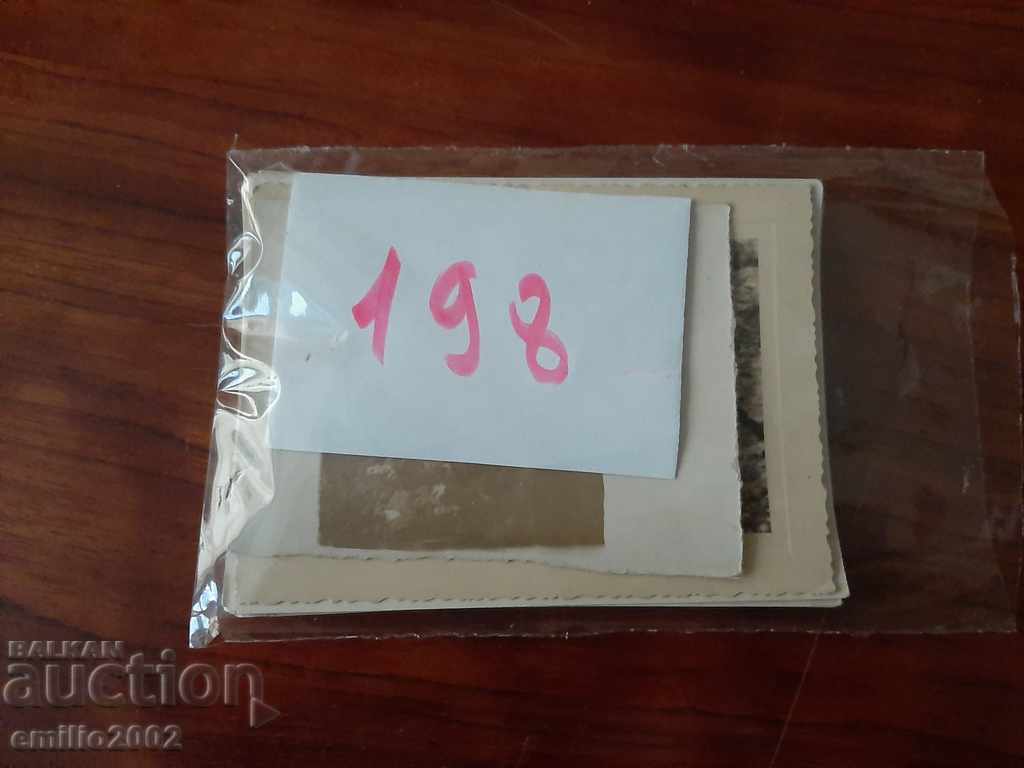 198
BALKAN
auction
emilio2002